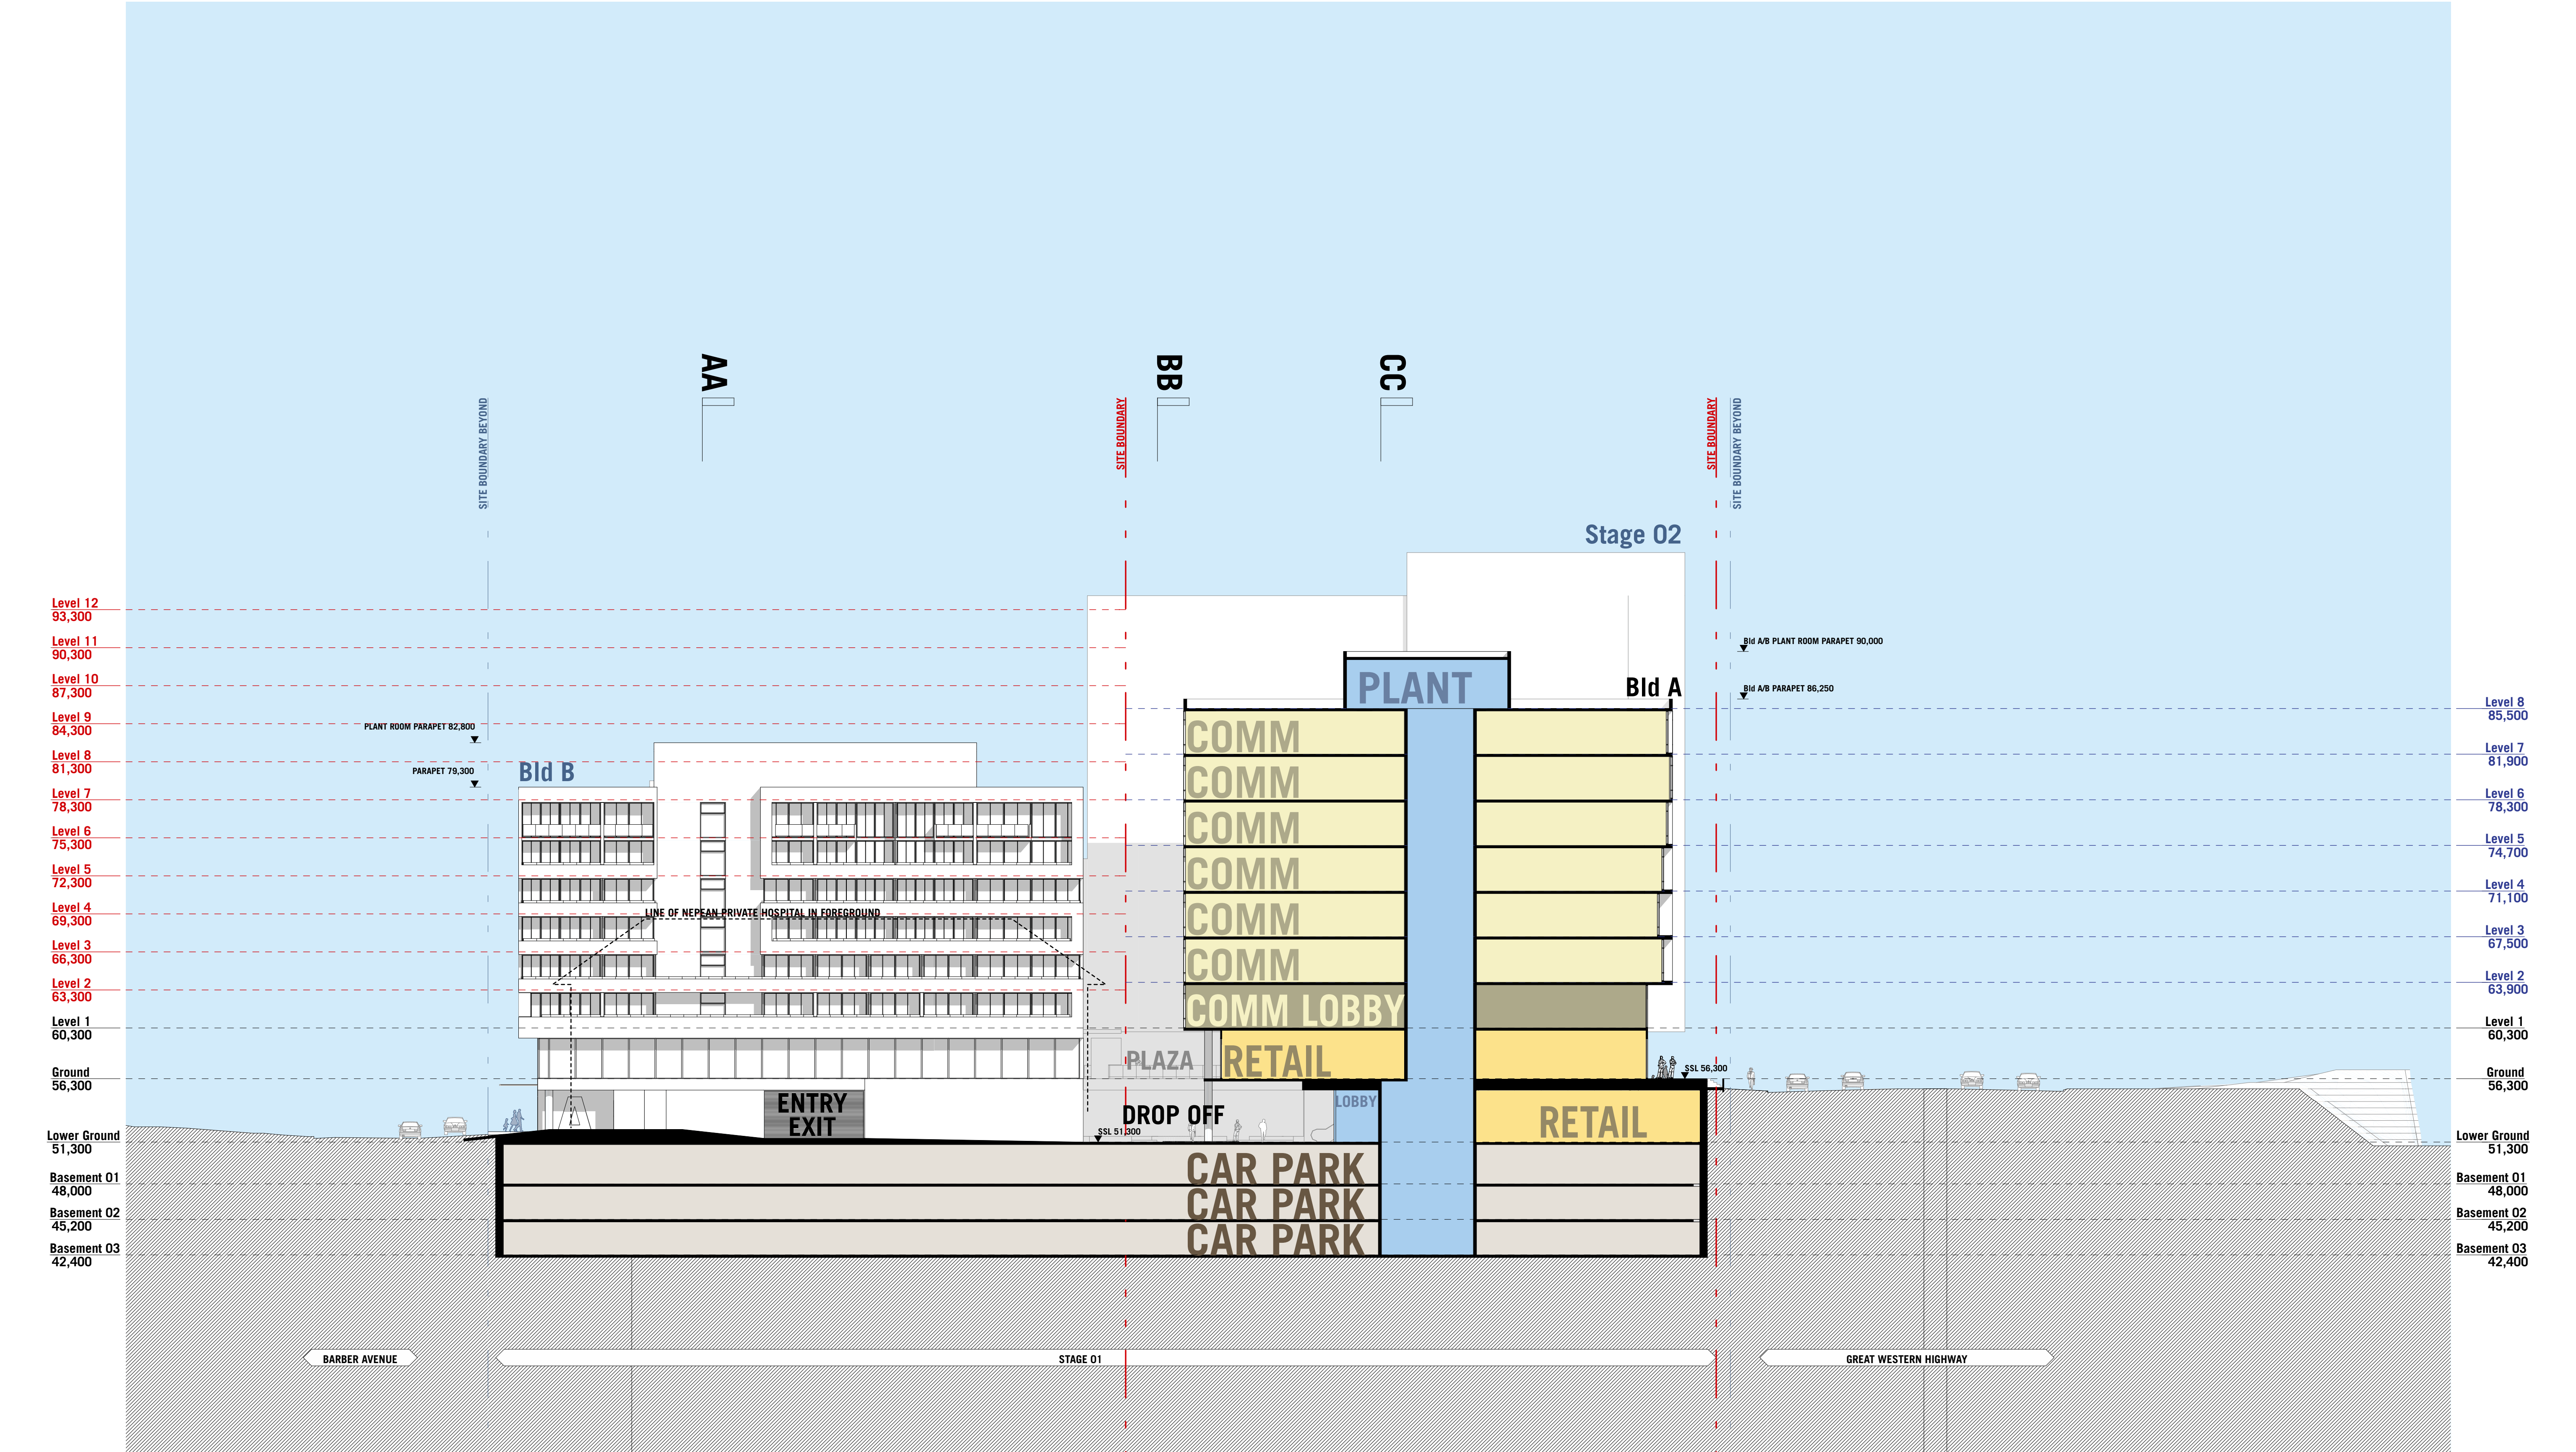 AA
BB
CC
SITE BOUNDARY BEYOND
SITE BOUNDARY
SITE BOUNDARY
SITE BOUNDARY BEYOND
Stage 02
Level 12
93,300
Level 11
90,300
Level 10
87,300
Level 9
84,300
Level 8
81,300
Level 7
78,300
Level 6
75,300
Level 5
72,300
Level 4
69,300
Level 3
66,300
Level 2
63,300
Level 1
60,300
Ground
56,300
Lower Ground
51,300
Basement 01
48,000
Basement 02
45,200
Basement 03
42,400
PLANT ROOM PARAPET 82,800
PARAPET 79,300
Bld B
LINE OF NEPEAN PRIVATE HOSPITAL IN FOREGROUND
ENTRY
EXIT
PLANT
Bld A
COMM
COMM
COMM
COMM
COMM
COMM
COMM LOBBY
PLAZA
RETAIL
LOBBY
DROP OFF
SSL 51,300
RETAIL
SSL 56,300
CAR PARK
CAR PARK
CAR PARK
Bld A/B PLANT ROOM PARAPET 90,000
Bld A/B PARAPET 86,250
Level 8
85,500
Level 7
81,900
Level 6
78,300
Level 5
74,700
Level 4
71,100
Level 3
67,500
Level 2
63,900
Level 1
60,300
Ground
56,300
Lower Ground
51,300
Basement 01
48,000
Basement 02
45,200
Basement 03
42,400
BARBER AVENUE
STAGE 01
GREAT WESTERN HIGHWAY